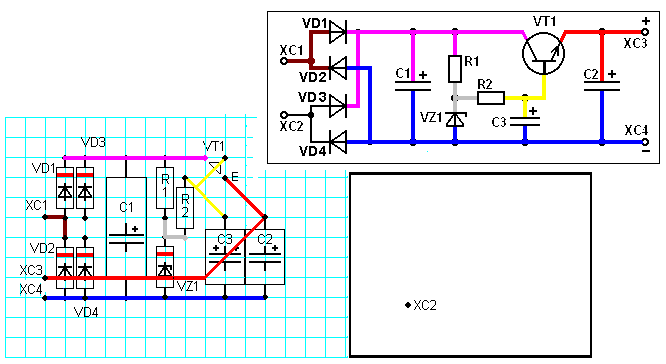 VD1
VT1
+
XC1
XC3
R1
VD2
C1
+
R2
C2
+
VD3
VZ1
C3
+
XC2
XC4
VD4
−
VD3
VT1
VD1
R
1
E
R
2
XC1
C1
+
VD2
C3
C2
+
+
XC3
XC4
VZ1
VD4
XC2